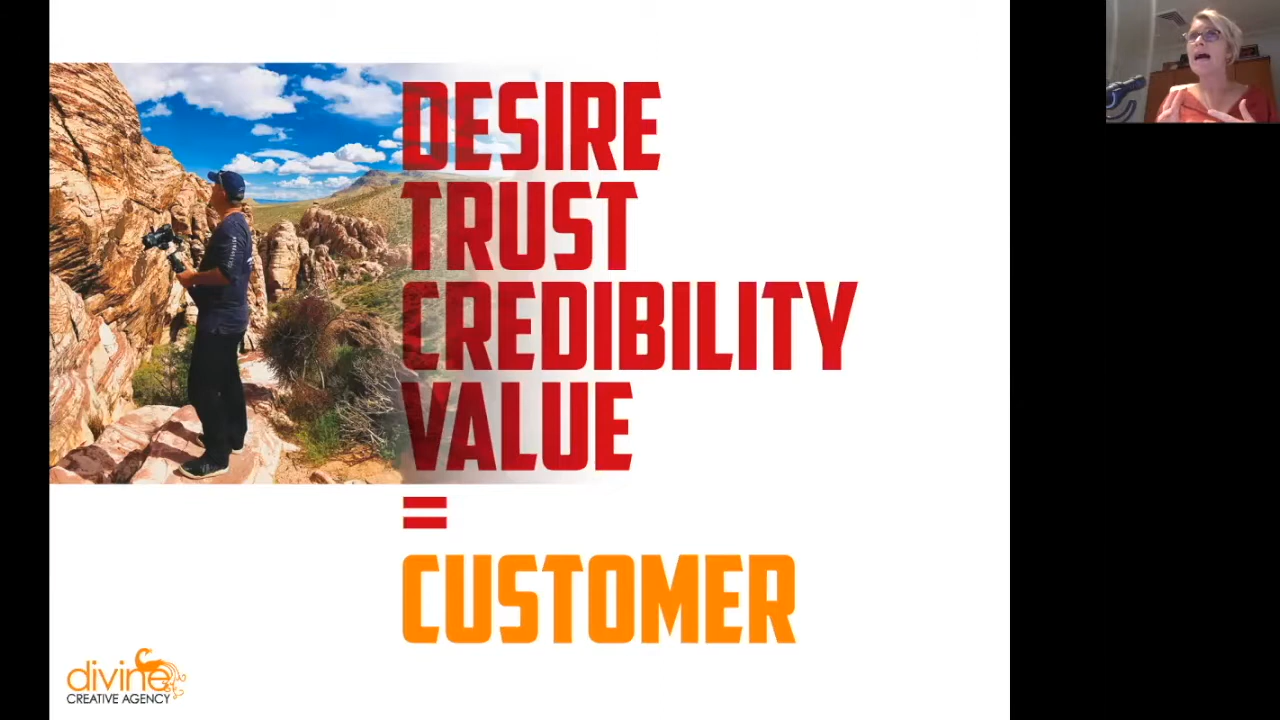 DESIRE
TRUST
CREDIBILITY
VALUE
=
CUSTOMER
divine
CREATIVE AGENCY